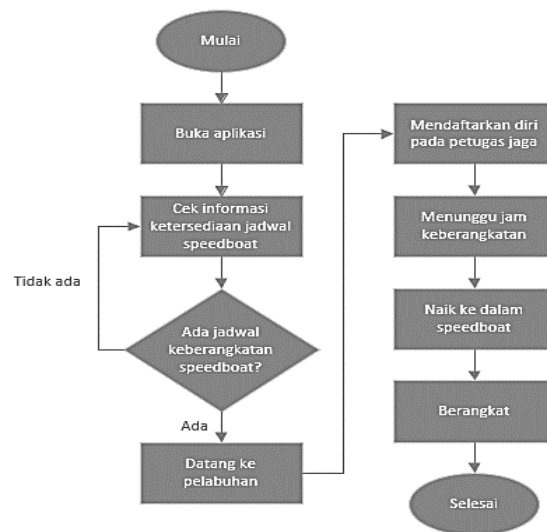 Mulai
Buka aplikasi
Cek informasi
ketersediaan jadwal
speedboat
Tidak ada
Ada jadwal
keberangkatan
speedboat?
Ada
Datang ke
pelabuhan
Mendaftarkan diri
pada petugas jaga
Menunggu jam
keberangkatan
Naik ke dalam
speedboat
Berangkat
Selesai